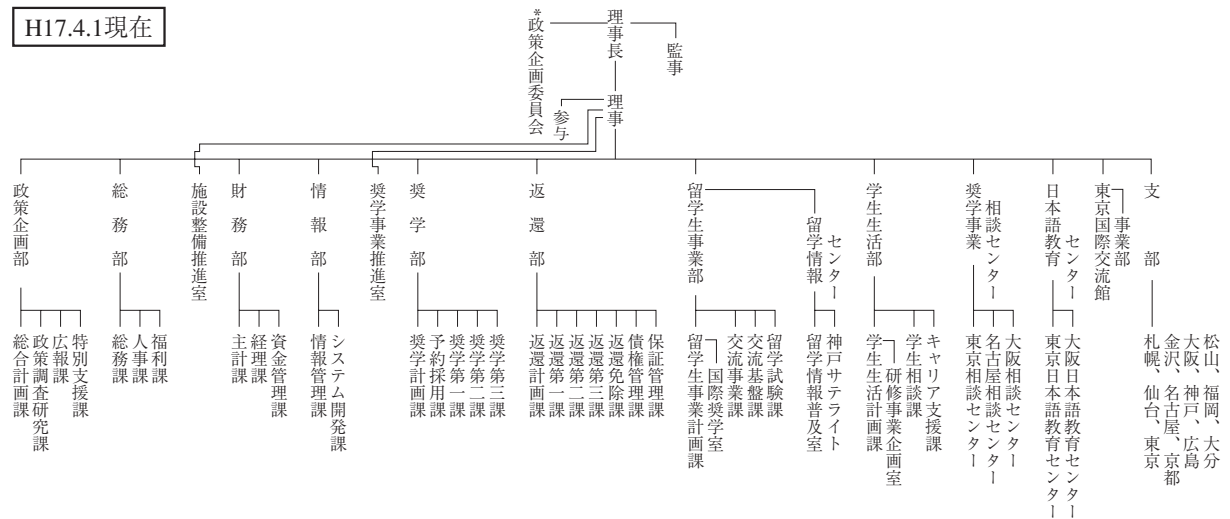 H17.4.1現在
理事長
監事
*政策企画委員会
理事
参与
政策企画部
総合計画課
政策調査研究課
広報課
特別支援課
総務部
総務課
人事課
福利課
施設整備推進室
財務部
主計課
経理課
資金管理課
情報部
情報管理課
システム開発課
奨学事業推進室
奨学部
奨学計画課
予約採用課
奨学第一課
奨学第二課
奨学第三課
返還部
返還計画課
返還第一課
返還第二課
返還第三課
返還免除課
債権管理課
保証管理課
留学生事業部
留学生事業計画課
国際奨学室
交流事業課
交流基盤課
留学試験課
留学情報
センター
留学情報普及室
神戸サテライト
学生生活部
学生生活計画課
研修事業企画室
学生相談課
キャリア支援課
奨学事業
相談センター
東京相談センター
名古屋相談センター
大阪相談センター
日本語教育
センター
東京日本語教育センター
大阪日本語教育センター
東京国際交流館
事業部
支部
札幌、仙台、東京
金沢、名古屋、京都
大阪、神戸、広島
松山、福岡、大分